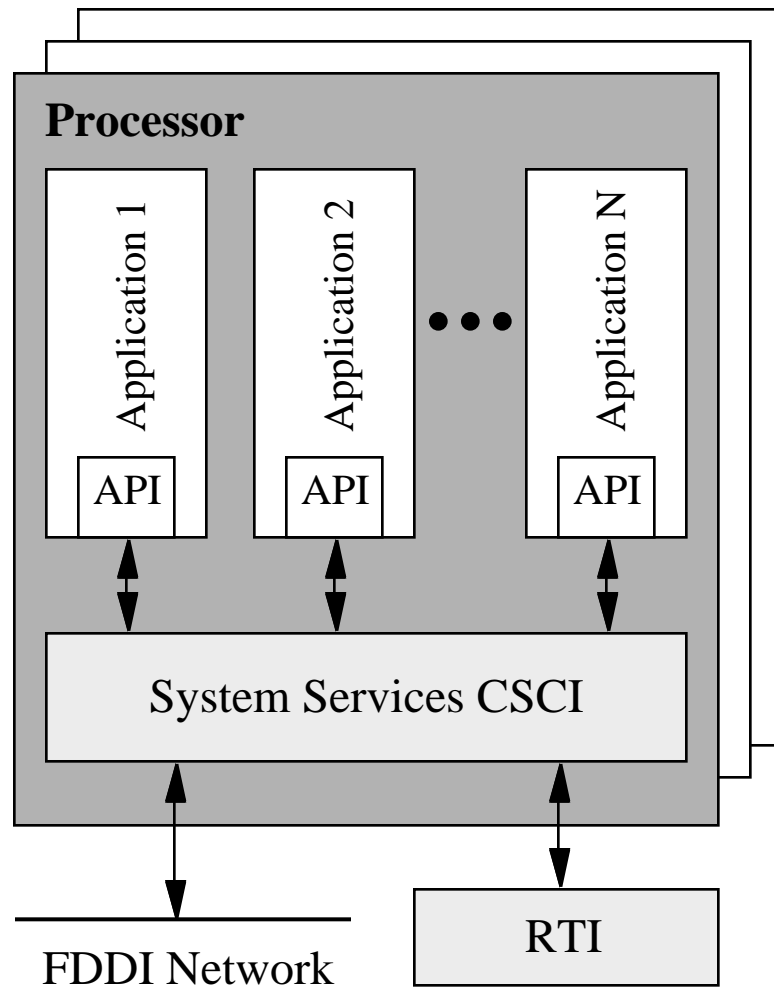 Processor
Application 1
Application 2
Application N
API
API
API
System Services CSCI
FDDI Network
RTI